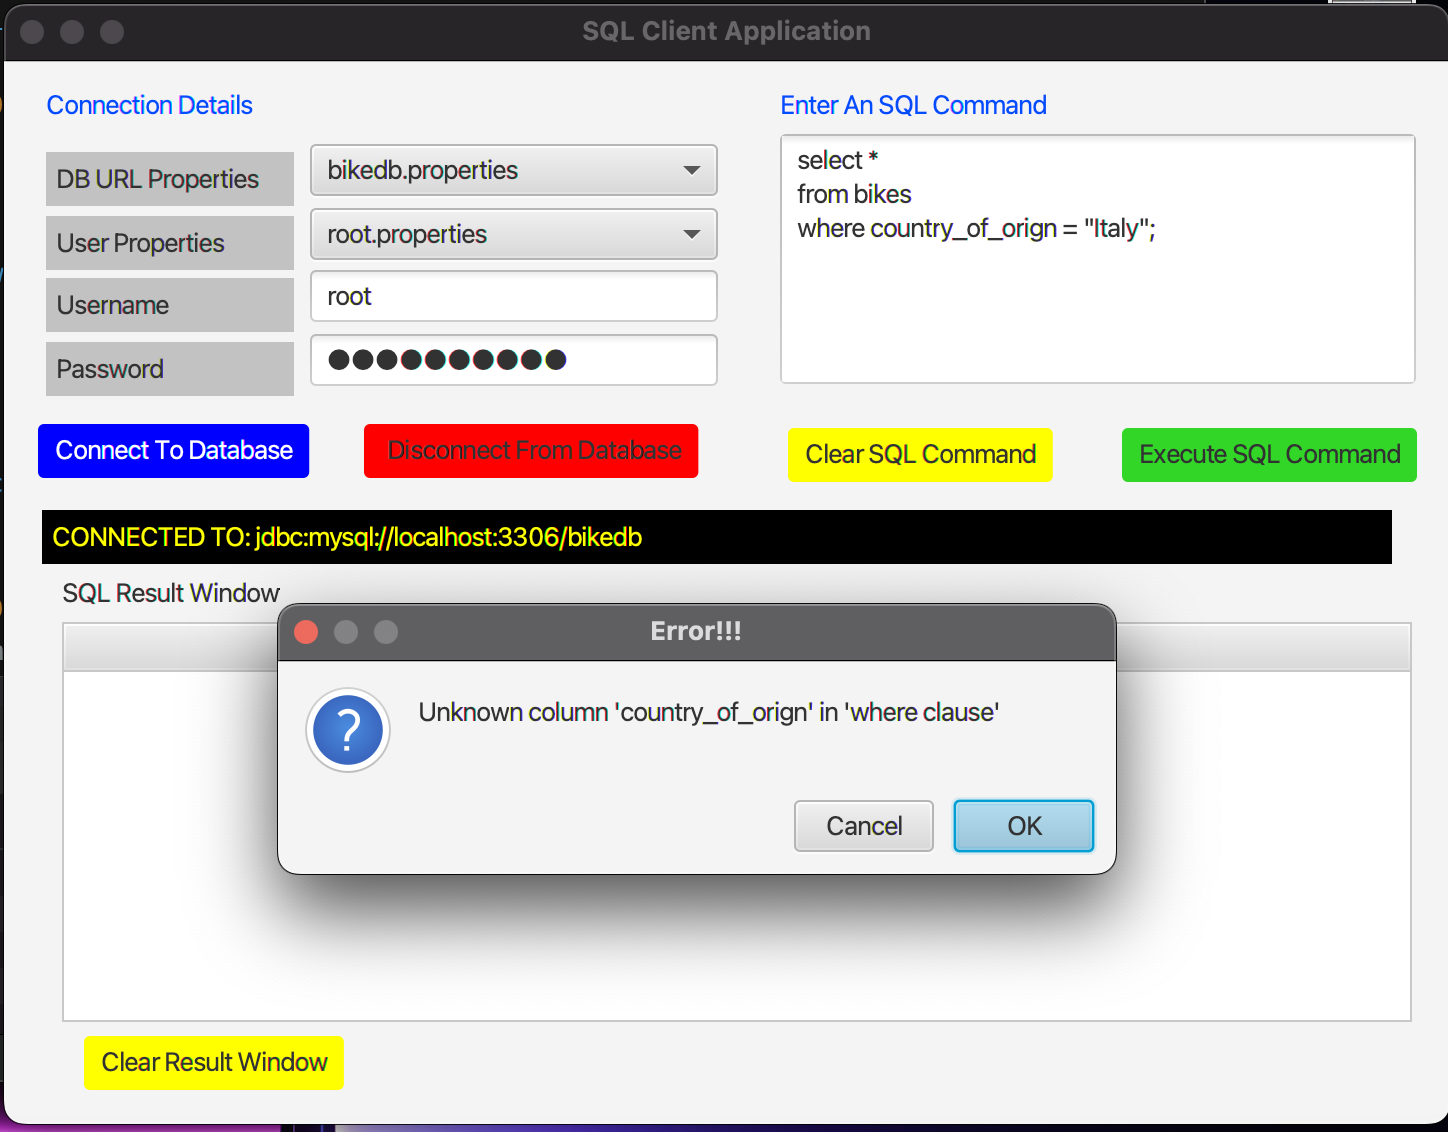 SQL Client Application
Connection Details
Enter An SQL Command
DB URL Properties
bikedb.properties
User Properties
root.properties
Username
root
Password
select *
from bikes
where country_of_orign = "Italy";
Connect To Database
Disconnect From Database
Clear SQL Command
Execute SQL Command
CONNECTED TO: jdbc:mysql://localhost:3306/bikedb
SQL Result Window
Error!!!
?
Unknown column 'country_of_orign' in 'where clause'
Cancel
OK
Clear Result Window